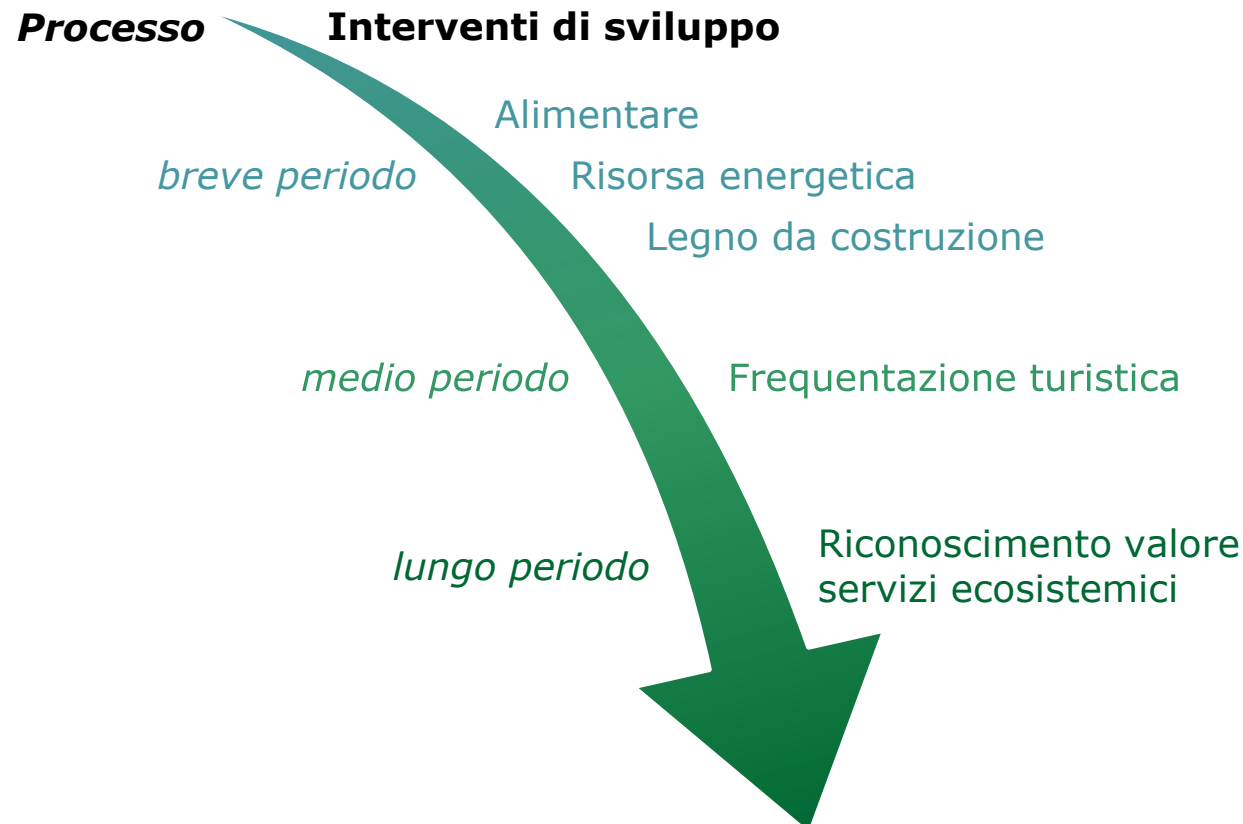 Processo
Interventi di sviluppo
Alimentare
breve periodo
Risorsa energetica
Legno da costruzione
medio periodo
Frequentazione turistica
lungo periodo
Riconoscimento valore
servizi ecosistemici